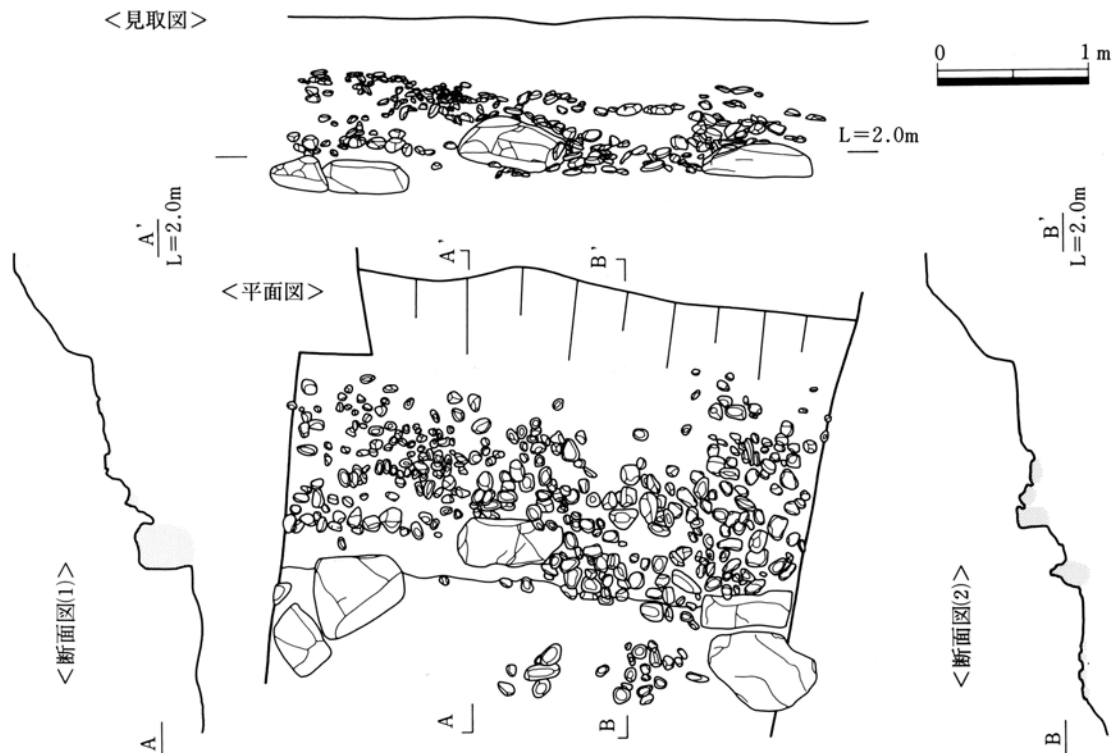 <見取図>
0 1 m
L=2.0m
A'
L=2.0m
B'
L=2.0m
A'
B'
<平面図>
<断面図(1)>
<断面図(2)>
A
B
A
B